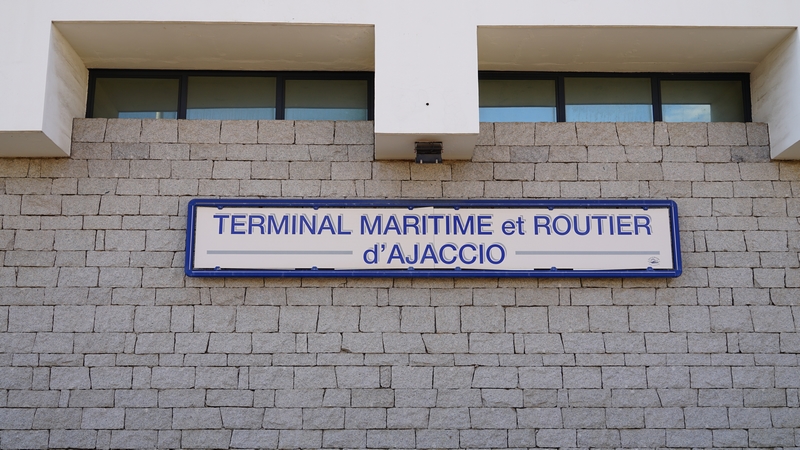 TERMINAL MARITIME et ROUTIER
d'AJACCIO